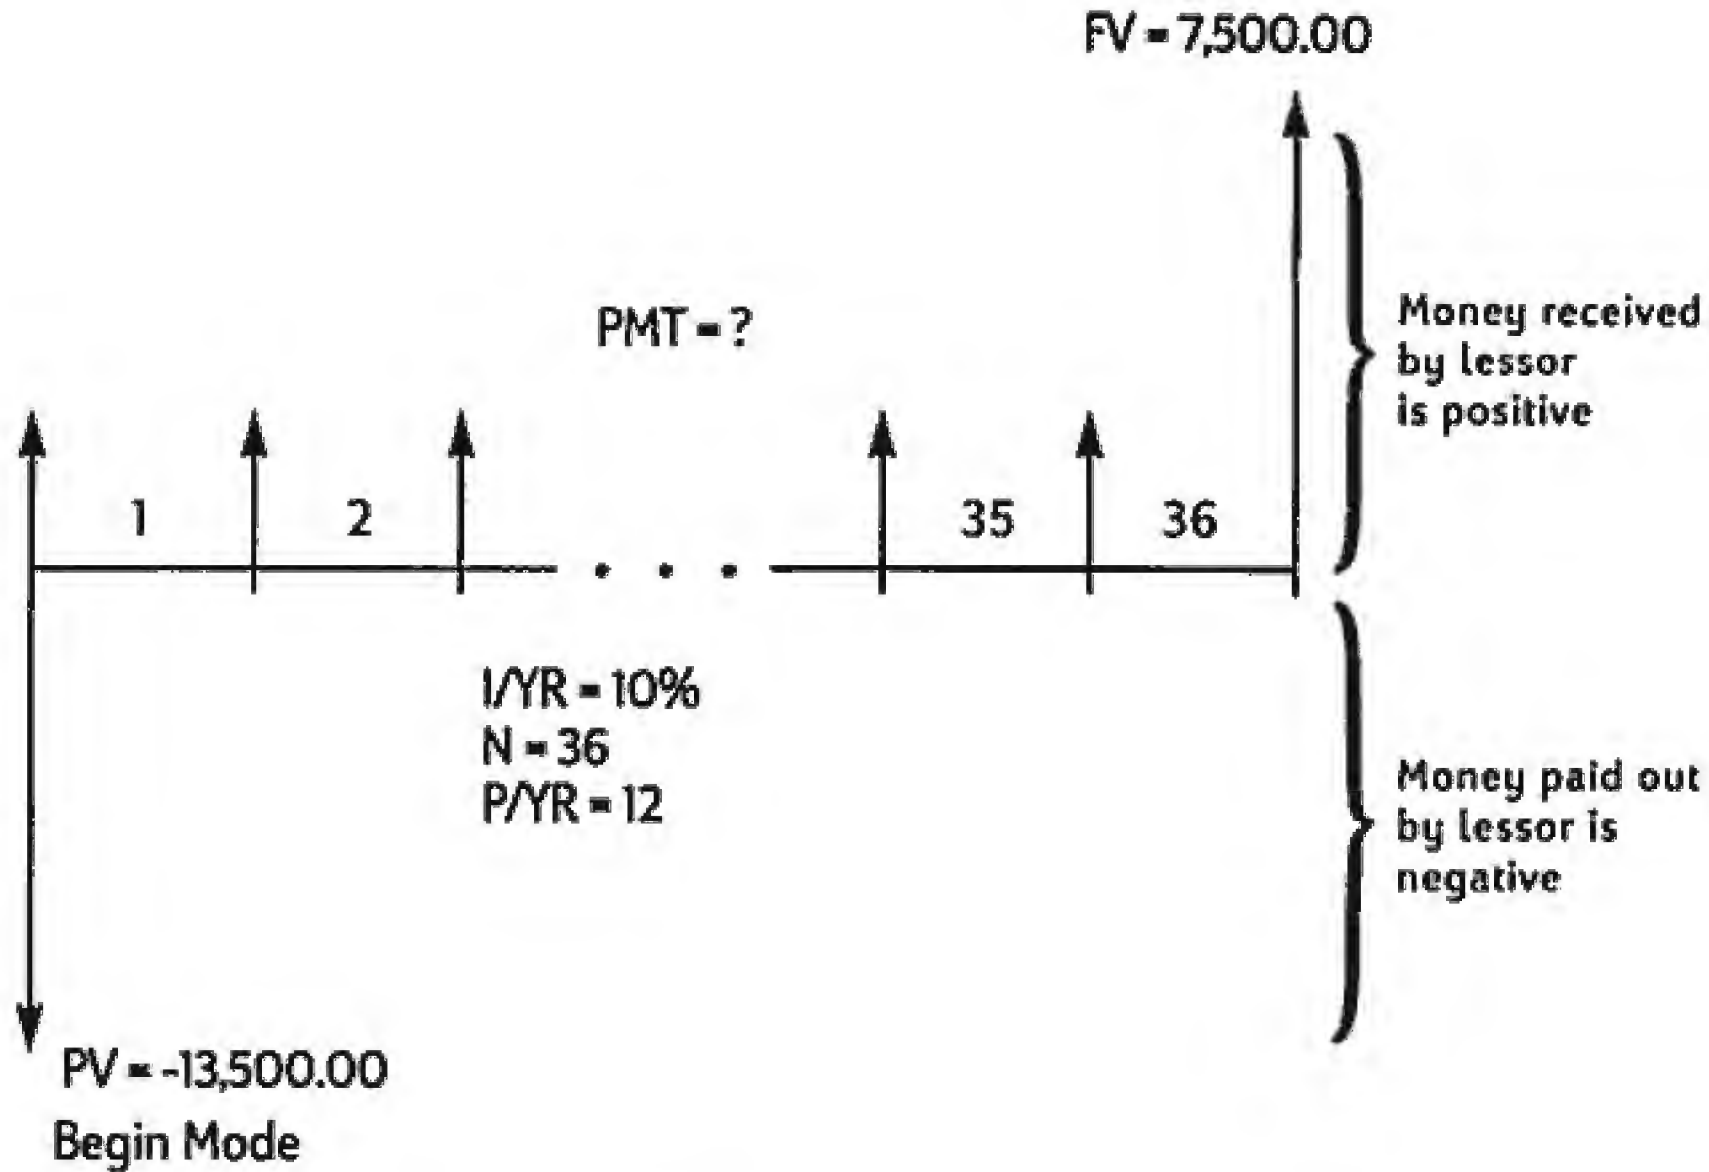 FV = 7,500.00
PMT = ?
Money received
by lessor
is positive
1
2
35
36
I/YR = 10%
N = 36
P/YR = 12
Money paid out
by lessor is
negative
PV = -13,500.00
Begin Mode